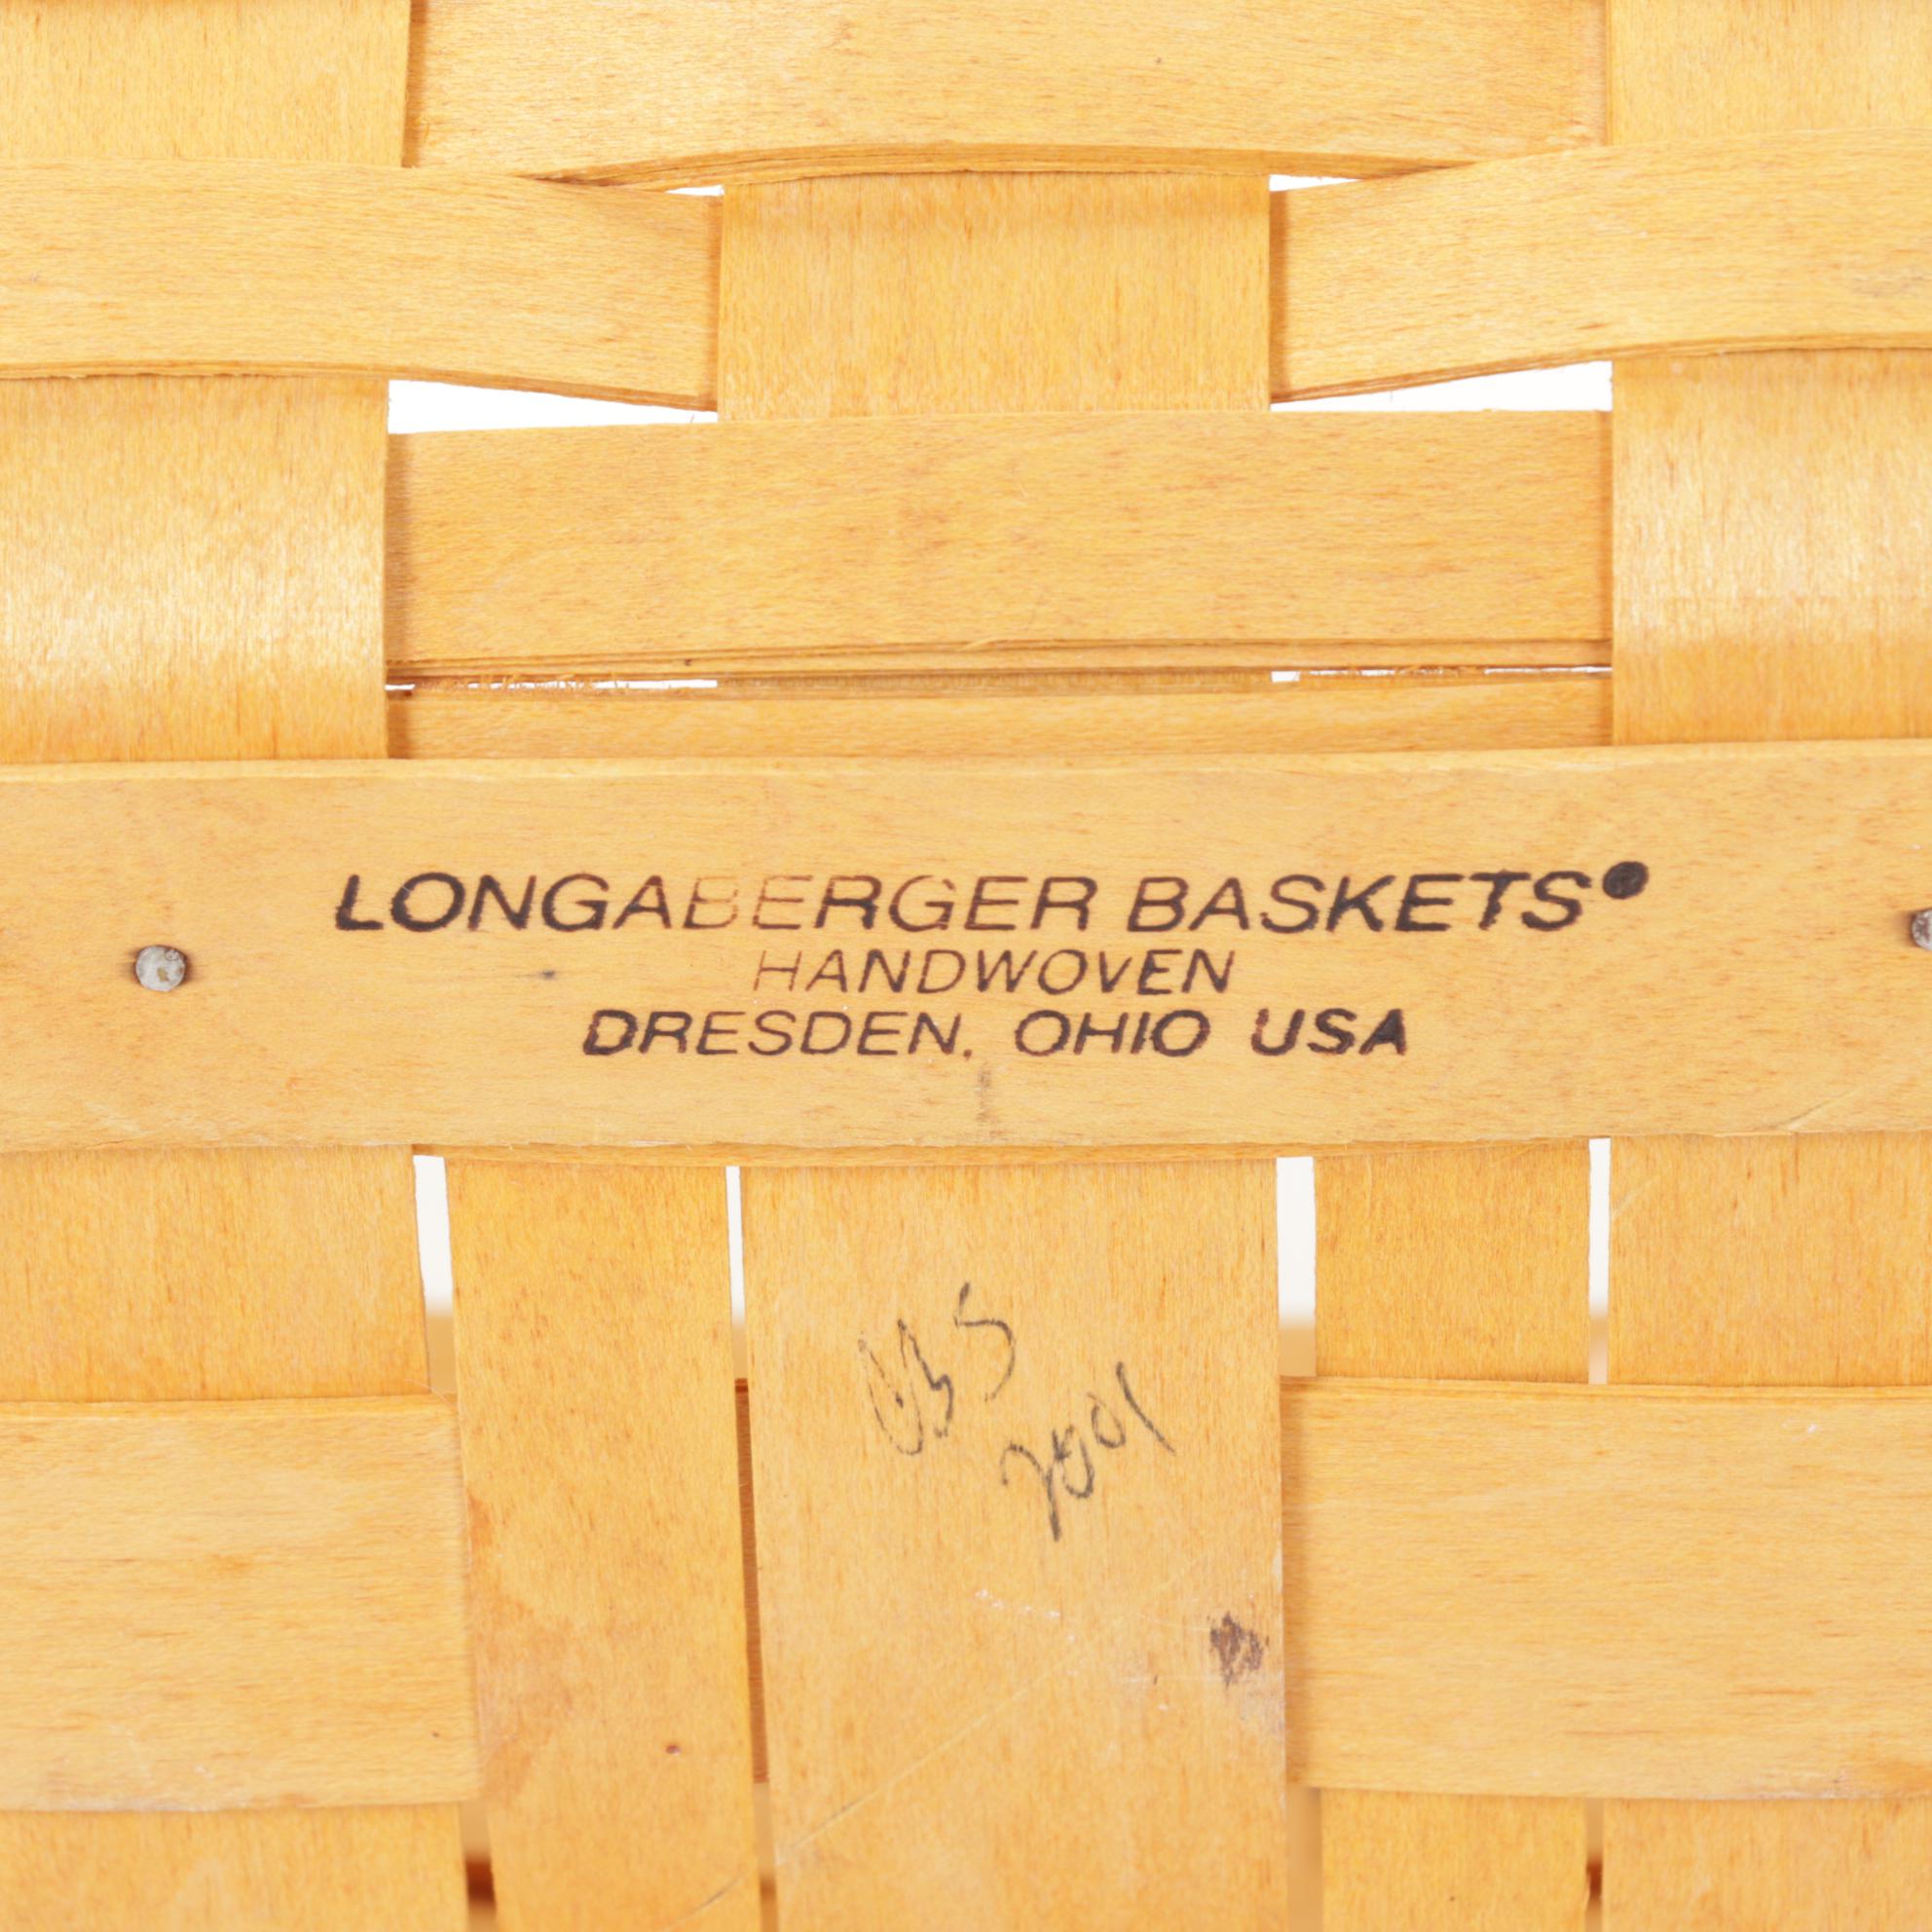 LONGABERGER BASKETS®
HANDWOVEN
DRESDEN, OHIO USA
2001